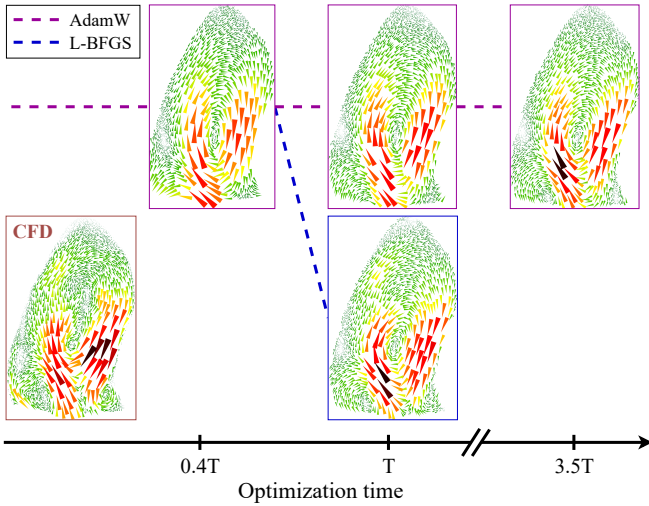 AdamW
L-BFGS
CFD
0.4T
T
3.5T
Optimization time